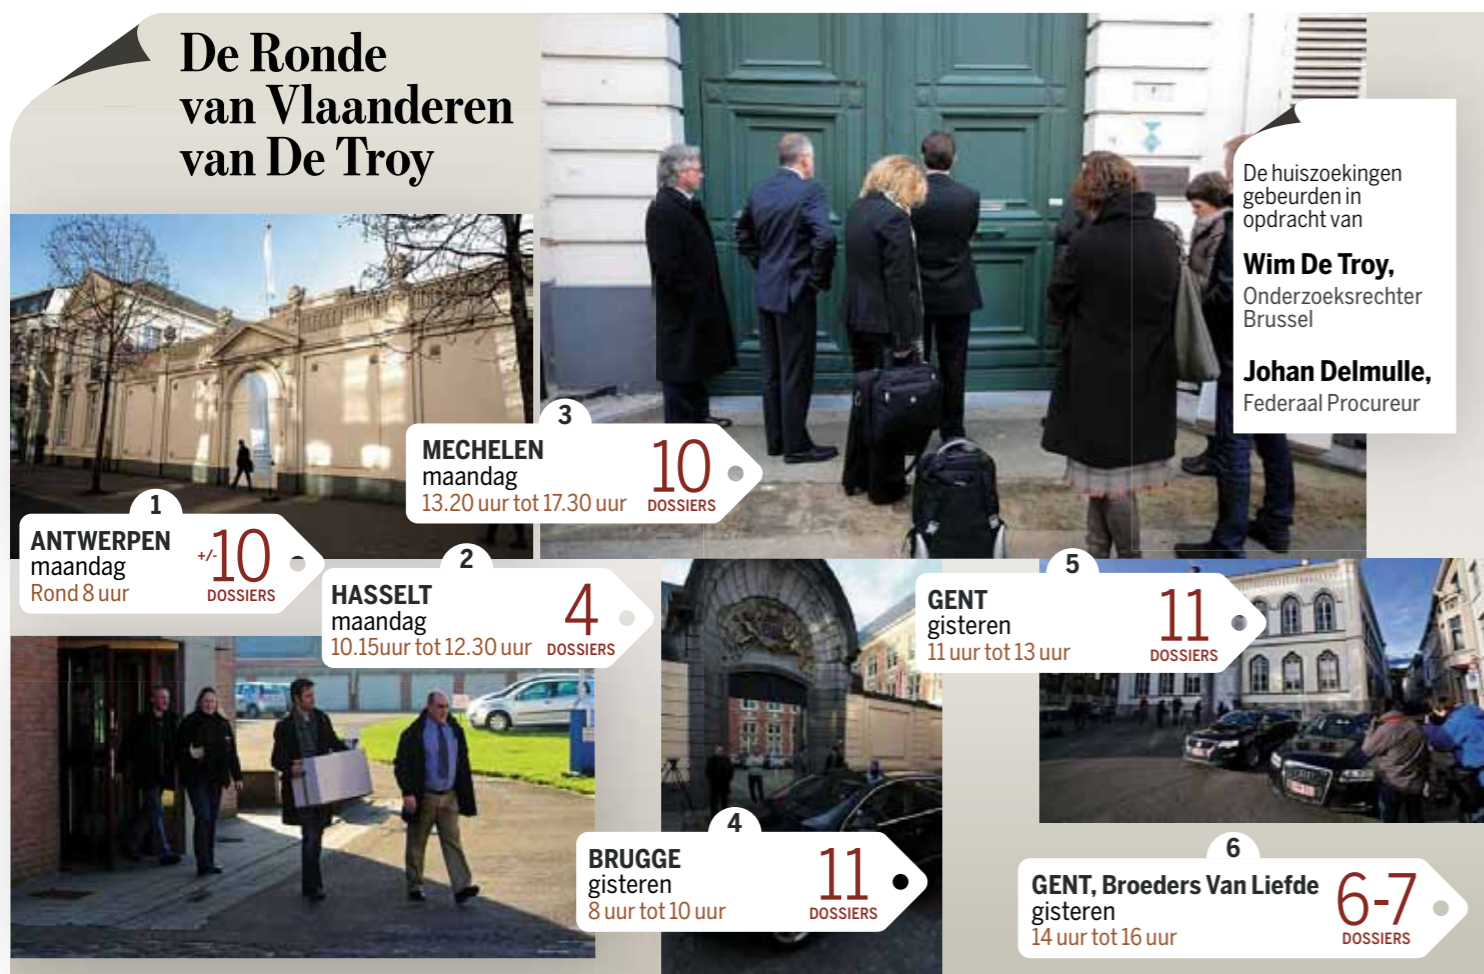 De Ronde
van Vlaanderen
van De Troy
De huiszoekingen
gebeurden in
opdracht van
Wim De Troy,
Onderzoeksrechter
Brussel
Johan Delmulle,
Federaal Procureur
1
ANTWERPEN
maandag
Rond 8 uur
+/-10
DOSSIERS
2
HASSELT
maandag
10.15uur tot 12.30 uur
4
DOSSIERS
3
MECHELEN
maandag
13.20 uur tot 17.30 uur
10
DOSSIERS
4
BRUGGE
gisteren
8 uur tot 10 uur
11
DOSSIERS
5
GENT
gisteren
11 uur tot 13 uur
11
DOSSIERS
6
GENT, Broeders Van Liefde
gisteren
14 uur tot 16 uur
6-7
DOSSIERS